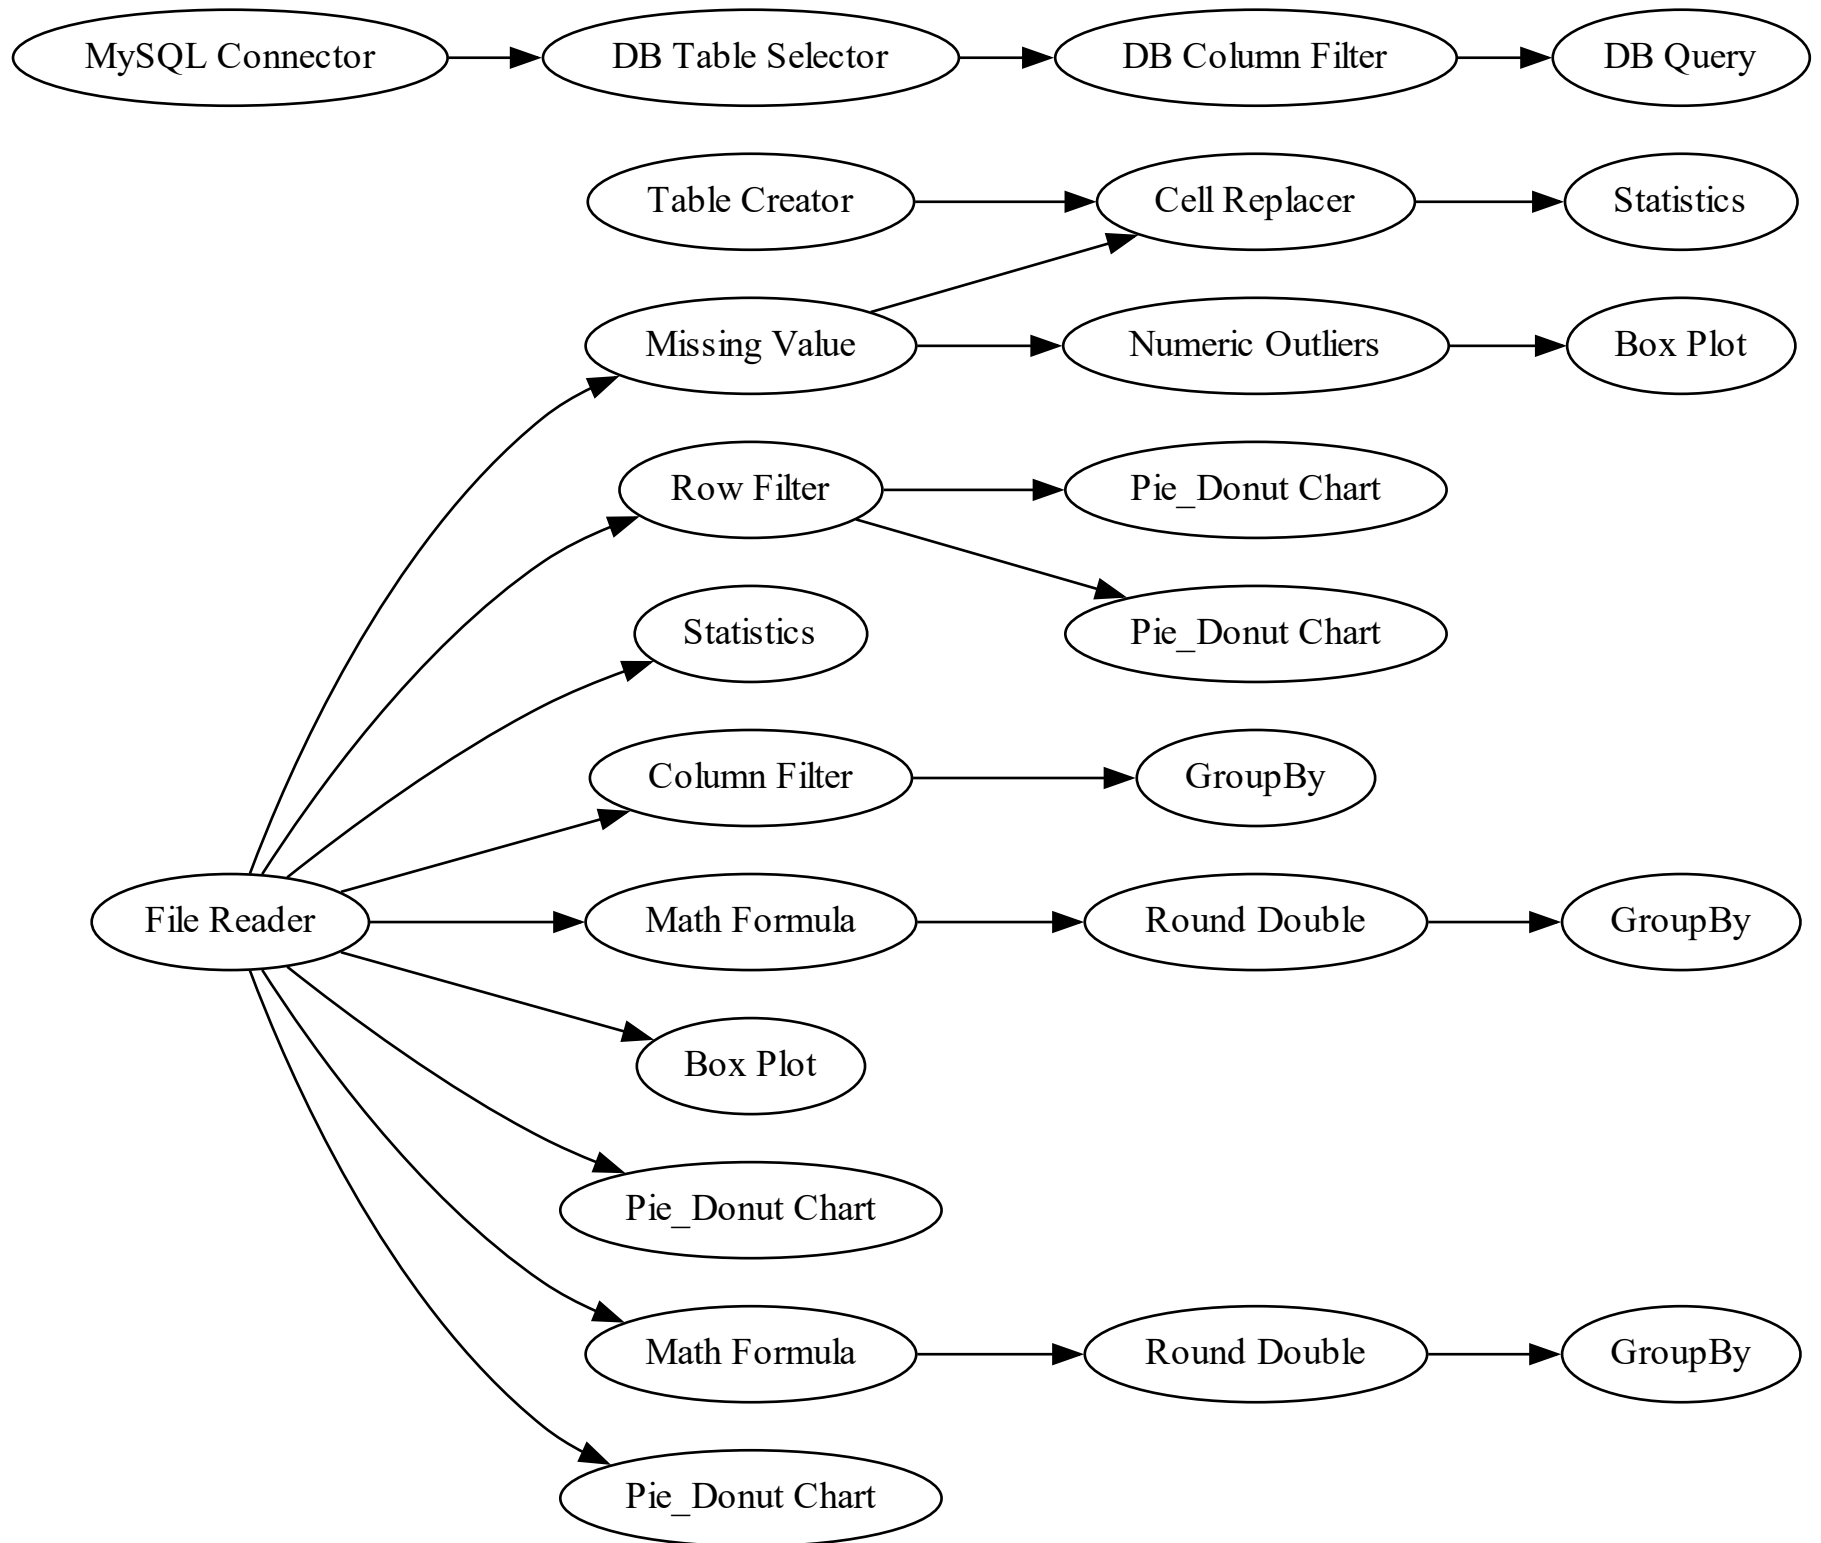 MySQL Connector
DB Table Selector
DB Column Filter
DB Query
Table Creator
Cell Replacer
Statistics
Missing Value
Numeric Outliers
Box Plot
Row Filter
Pie_Donut Chart
Statistics
Pie_Donut Chart
Column Filter
GroupBy
File Reader
Math Formula
Round Double
GroupBy
Box Plot
Pie_Donut Chart
Math Formula
Round Double
GroupBy
Pie_Donut Chart